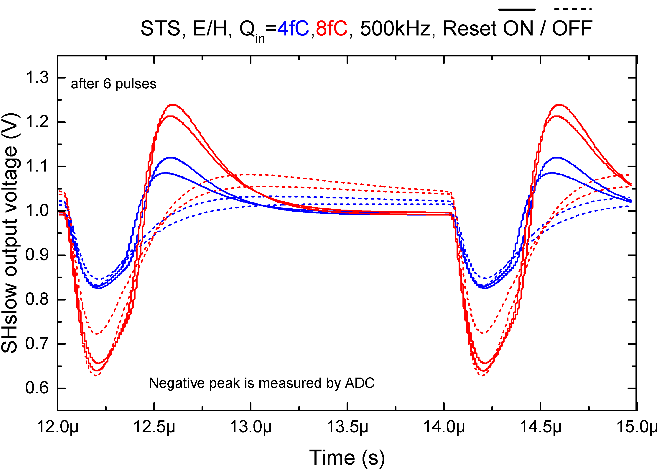 STS, E/H, Qin=4fC,8fC, 500kHz, Reset ON / OFF
after 6 pulses
SHslow output voltage (V)
1.3
1.2
1.1
1.0
0.9
0.8
0.7
0.6
Negative peak is measured by ADC
12.0µ 12.5µ 13.0µ 13.5µ 14.0µ 14.5µ 15.0µ
Time (s)